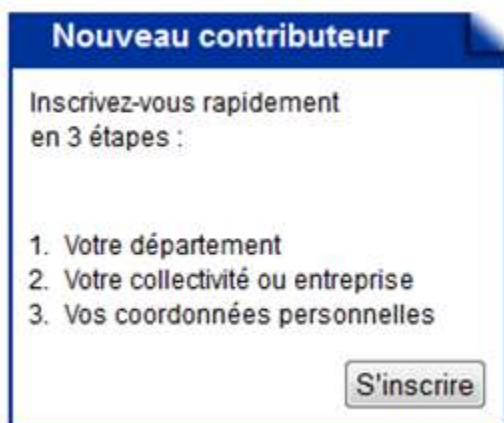 Nouveau contributeur
Inscrivez-vous rapidement
en 3 étapes :
1. Votre département
2. Votre collectivité ou entreprise
3. Vos coordonnées personnelles
S'inscrire